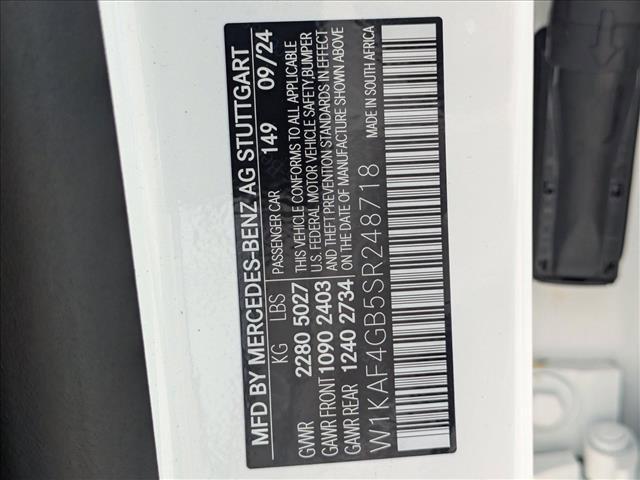 MFD BY MERCEDES-BENZ AG STUTTGART
149 09/24
KG LBS PASSENGER CAR
GVWR 2280 5027
GAWR FRONT 1090 2403
GAWR REAR 1240 2734
THIS VEHICLE CONFORMS TO ALL APPLICABLE
U.S. FEDERAL MOTOR VEHICLE SAFETY,BUMPER
AND THEFT PREVENTION STANDARDS IN EFFECT
ON THE DATE OF MANUFACTURE SHOWN ABOVE
MADE IN SOUTH AFRICA
W1KAF4GB5SR248718